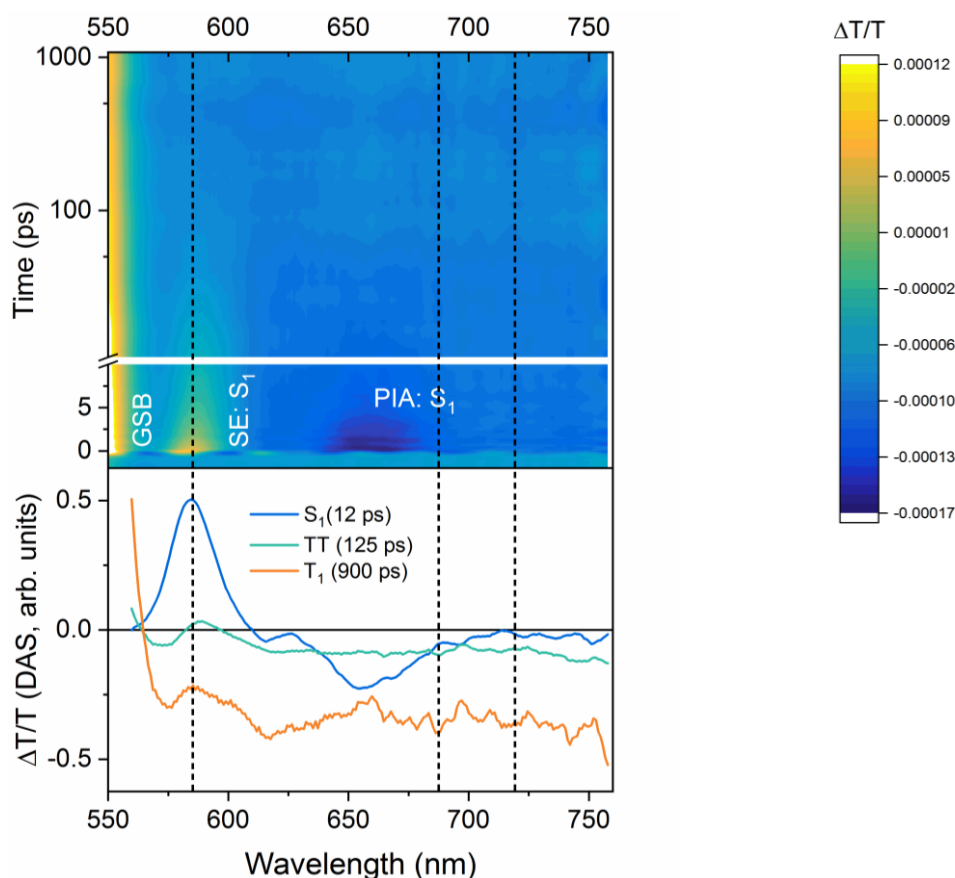 550 600 650 700 750
ΔT/T
1000
100
5
0
Time (ps)
GSB
SE: S₁
PIA: S₁
0.00012
0.00009
0.00005
0.00001
-0.00002
-0.00006
-0.00010
-0.00013
-0.00017
0.5
0.0
-0.5
ΔT/T (DAS, arb. units)
S₁(12 ps)
TT (125 ps)
T₁ (900 ps)
550 600 650 700 750
Wavelength (nm)